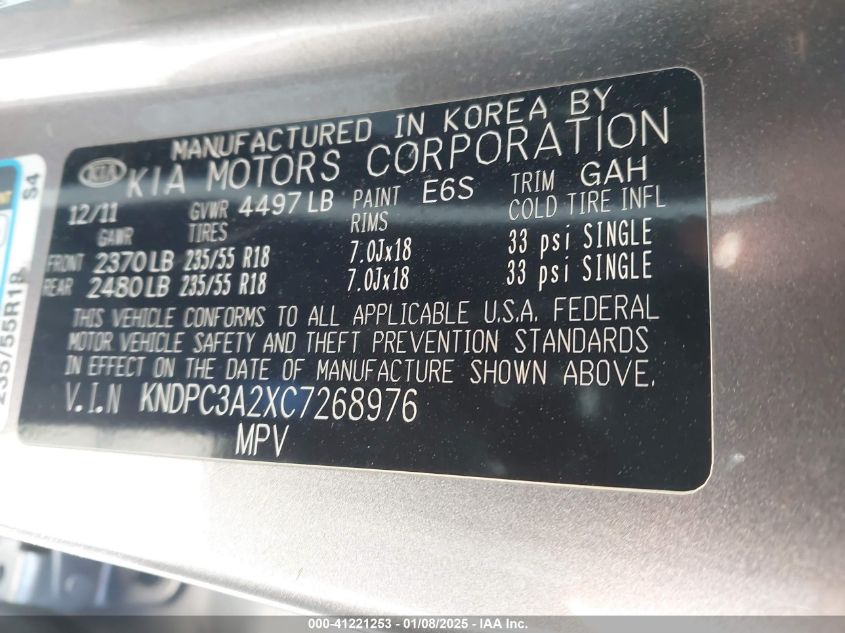 MANUFACTURED IN KOREA BY
KIA KIA MOTORS CORPORATION
12/11 GVWR 4497 LB PAINT E6S TRIM GAH
GAWR TIRES RIMS COLD TIRE INFL
FRONT 2370 LB 235/55 R18 7.0Jx18 33 psi SINGLE
REAR 2480 LB 235/55 R18 7.0Jx18 33 psi SINGLE
THIS VEHICLE CONFORMS TO ALL APPLICABLE U.S.A. FEDERAL
MOTOR VEHICLE SAFETY AND THEFT PREVENTION STANDARDS
IN EFFECT ON THE DATE OF MANUFACTURE SHOWN ABOVE.
V.I.N KNDPC3A2XC7268976
MPV
235/55R18 S4
000-41221253 - 01/08/2025 - IAA Inc.